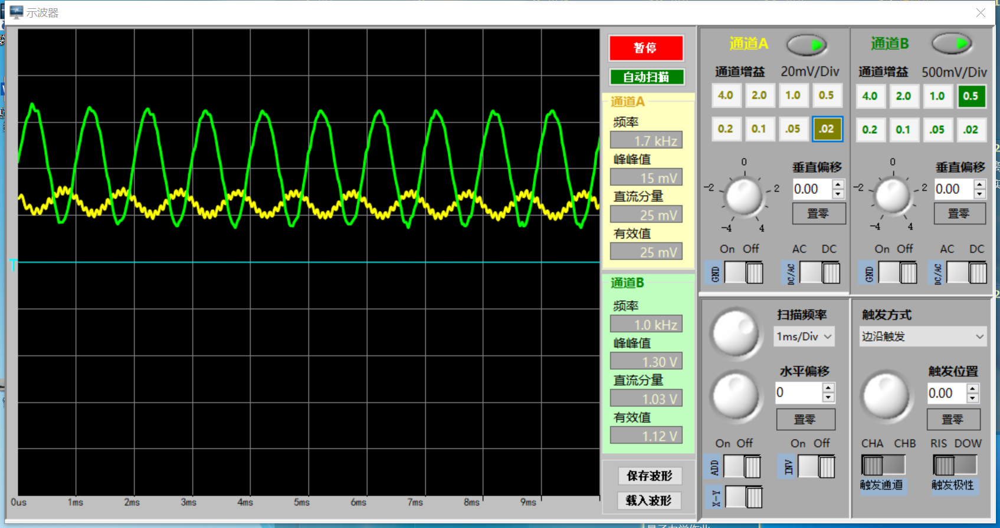 示波器
暂停
自动扫描
通道A
频率
1.7 kHz
峰峰值
15 mV
直流分量
25 mV
有效值
25 mV
通道B
频率
1.0 kHz
峰峰值
1.30 V
直流分量
1.03 V
有效值
1.12 V
保存波形
载入波形
T
0us 1ms 2ms 3ms 4ms 5ms 6ms 7ms 8ms 9ms
通道A
通道增益 20mV/Div
4.0 2.0 1.0 0.5
0.2 0.1 .05 .02
0
-2 2
-4 4
垂直偏移
0.00
置零
On Off
GND
AC DC
DC/AC
通道B
通道增益 500mV/Div
4.0 2.0 1.0 0.5
0.2 0.1 .05 .02
0
-2 2
-4 4
垂直偏移
0.00
置零
On Off
GND
AC DC
DC/AC
扫描频率
1ms/Div
水平偏移
0
置零
On Off
ADD
On Off
INV
X-Y
触发方式
边沿触发
触发位置
0.00
置零
CHA CHB
触发通道
RIS DOW
触发极性